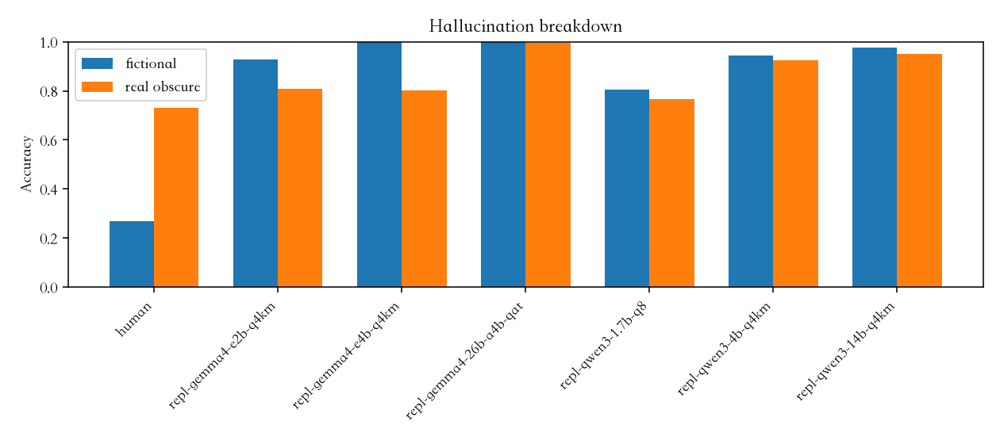 Hallucination breakdown
1.0
0.8
0.6
0.4
0.2
0.0
Accuracy
fictional
real obscure
human
repl-gemma4-e2b-q4km
repl-gemma4-e4b-q4km
repl-gemma4-26b-a4b-qat
repl-qwen3-1.7b-q8
repl-qwen3-4b-q4km
repl-qwen3-14b-q4km